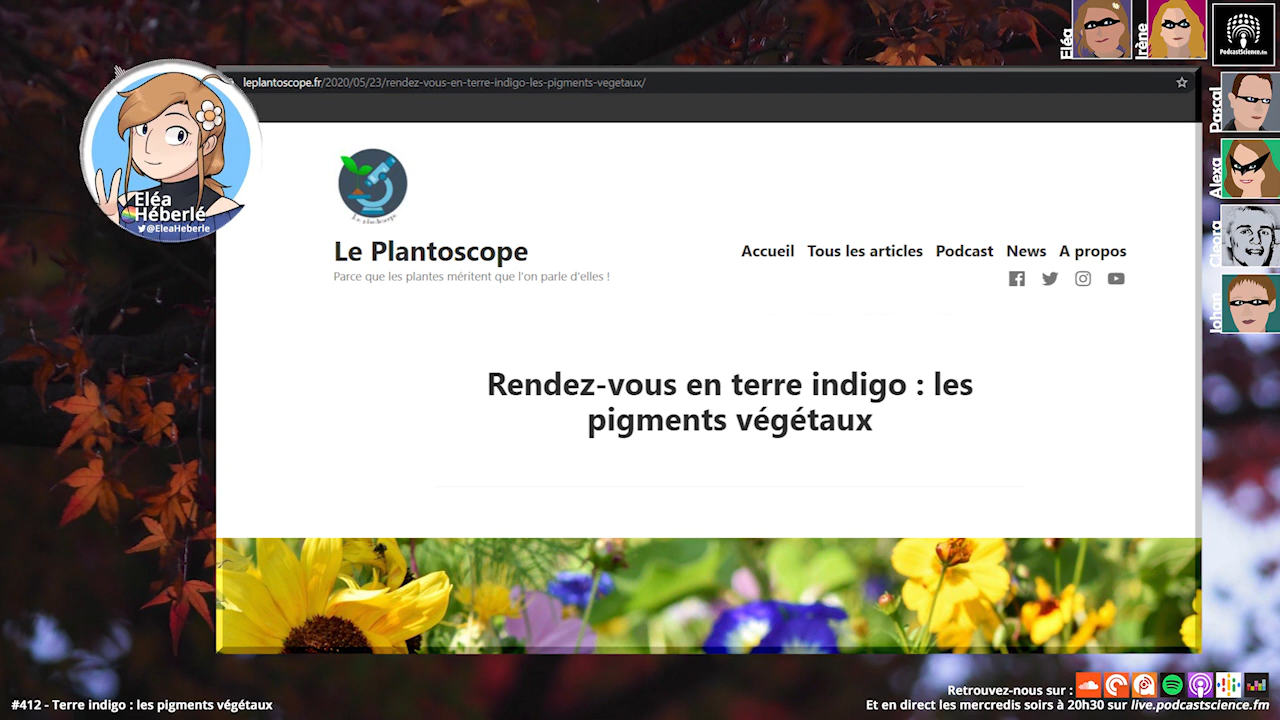 Eléa
Irène
PodcastScience.fm
leplantoscope.fr/2020/05/23/rendez-vous-en-terre-indigo-les-pigments-vegetaux/
Pascal
Alexa
Johan
Eléa
Héberlé
@EleaHeberle
Le Plantoscope
Parce que les plantes méritent que l'on parle d'elles !
Accueil Tous les articles Podcast News A propos
Rendez-vous en terre indigo : les
pigments végétaux
Retrouvez-nous sur :
#412 - Terre indigo : les pigments végétaux
Et en direct les mercredis soirs à 20h30 sur live.podcastscience.fm